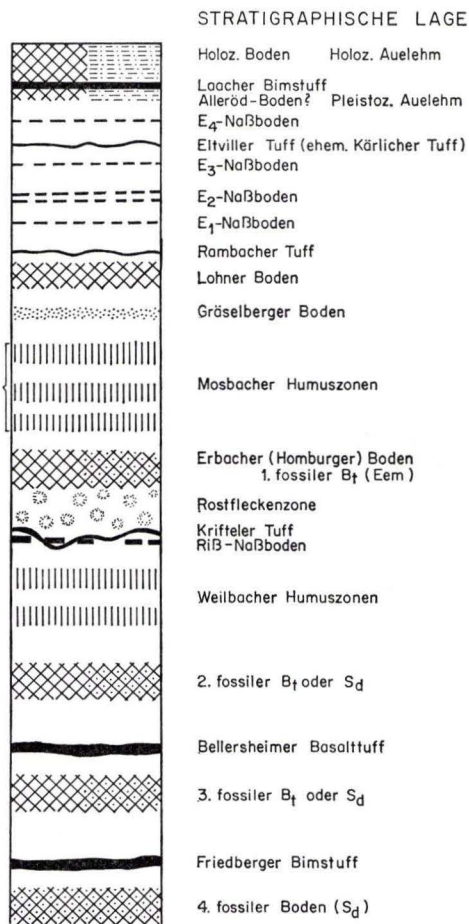 STRATIGRAPHISCHE LAGE
Holoz. Boden Holoz. Auelehm
Laacher Bimstuff
Alleröd-Boden? Pleistoz. Auelehm
E4-Naßboden
Eltviller Tuff (ehem. Kärlicher Tuff)
E3-Naßboden
E2-Naßboden
E1-Naßboden
Rambacher Tuff
Lohner Boden
Gräselberger Boden
Mosbacher Humuszonen
Erbacher (Homburger) Boden
1. fossiler Bt (Eem)
Rostfleckenzone
Krifteler Tuff
Riß-Naßboden
Weilbacher Humuszonen
2. fossiler Bt oder Sd
Bellersheimer Basalttuff
3. fossiler Bt oder Sd
Friedberger Bimstuff
4. fossiler Boden (Sd)